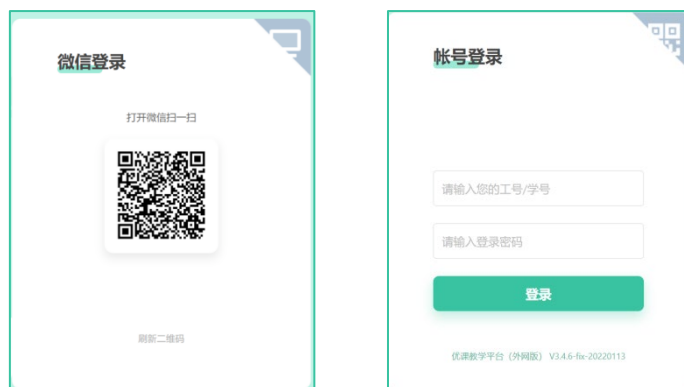 微信登录
打开微信扫一扫
刷新二维码
帐号登录
请输入您的工号/学号
请输入登录密码
登录
优课教学平台（外网版） V3.4.6-fix-20220113